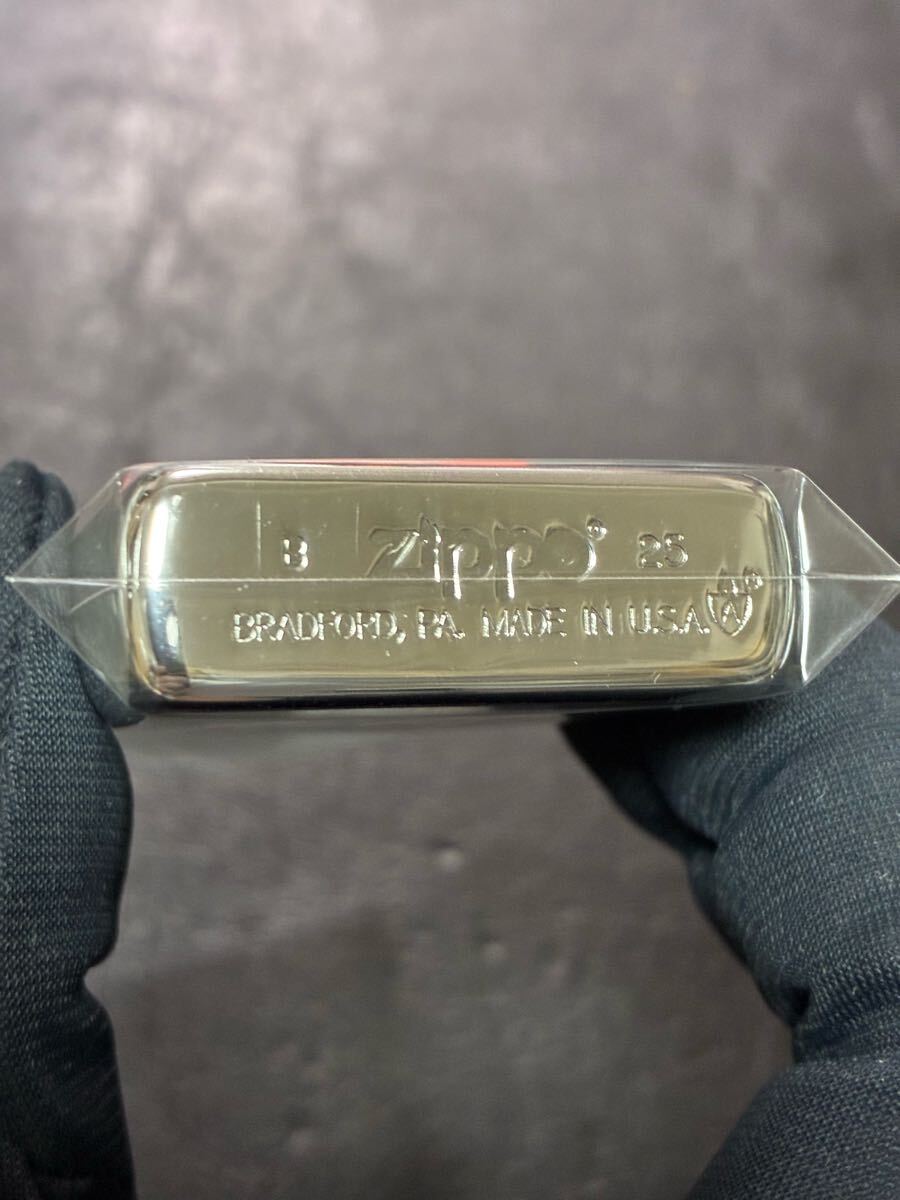 B Zippo® 25
BRADFORD, PA. MADE IN U.S.A.